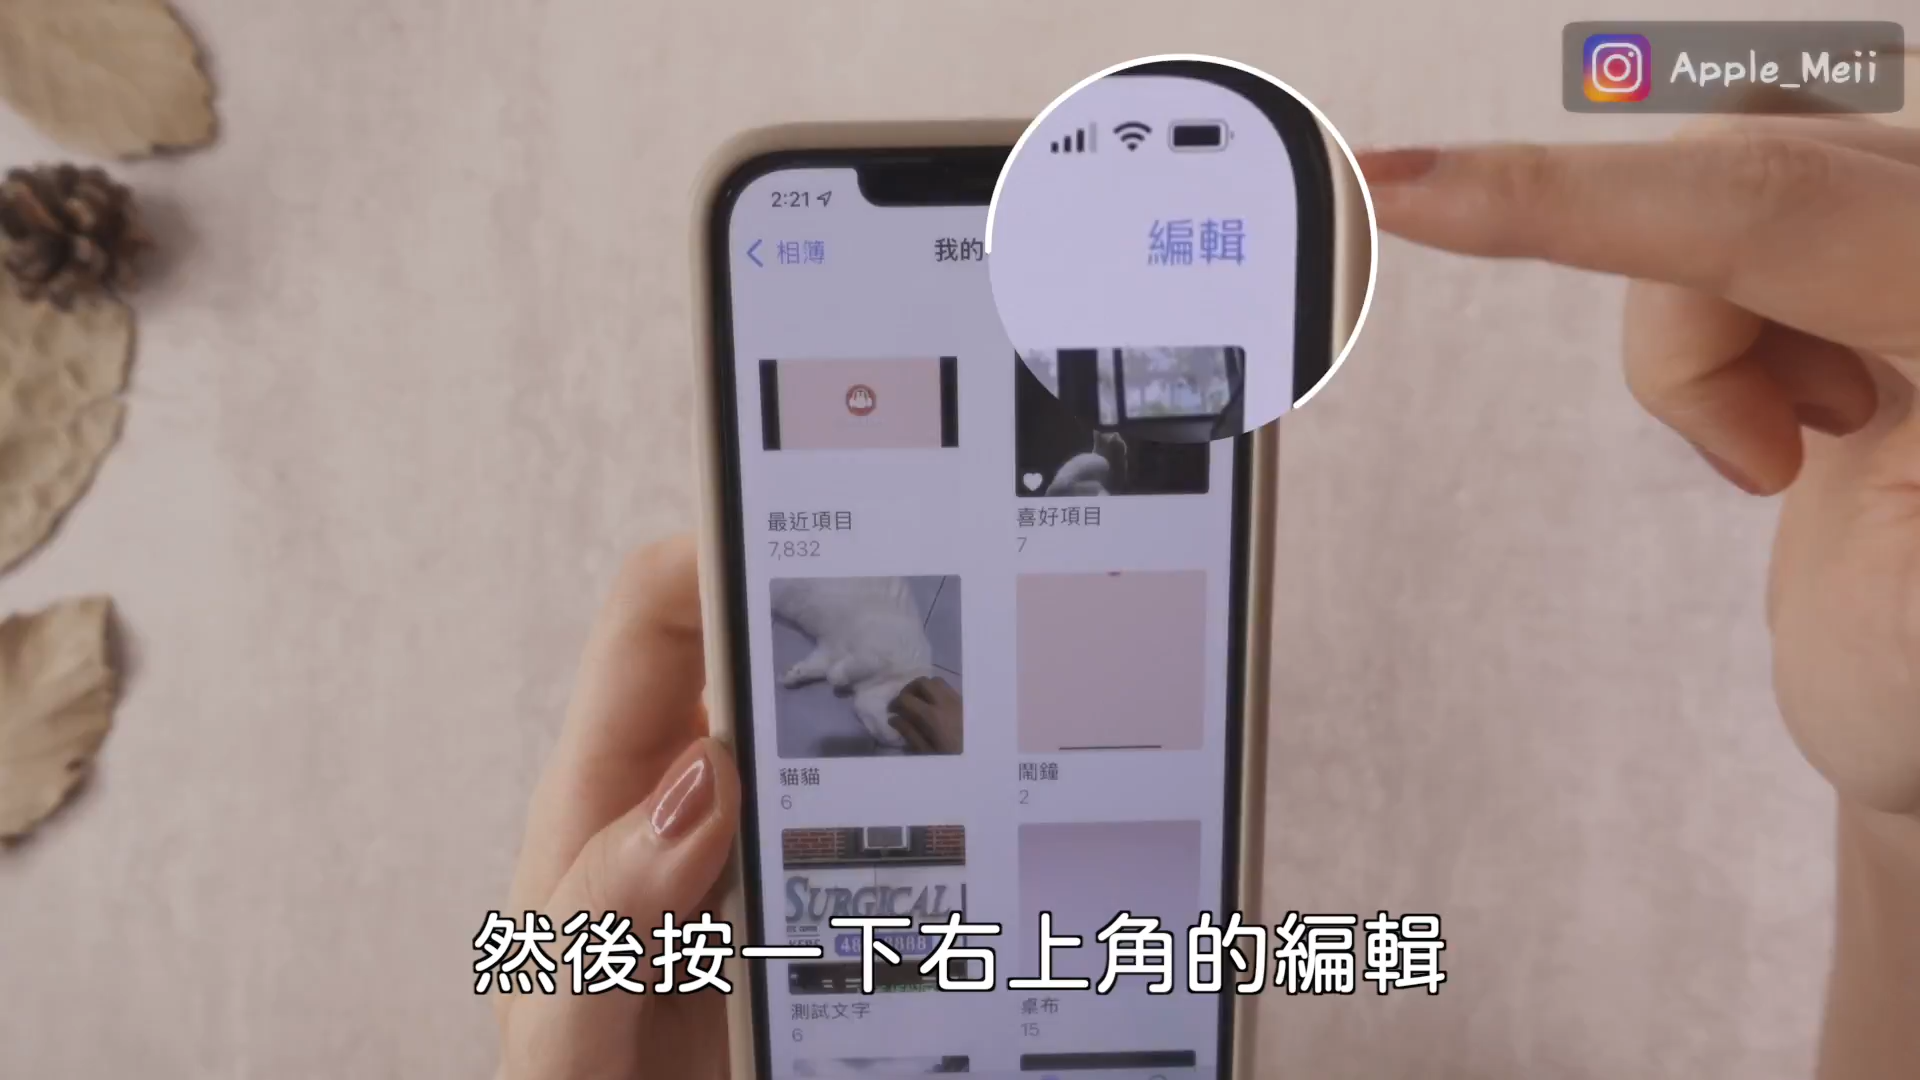 Apple_Meii
2:21
相簿
我的
編輯
最近項目
7,832
喜好項目
7
貓貓
6
鬧鐘
2
SURGICAL
然後按一下右上角的編輯
測試文字
6
桌布
15